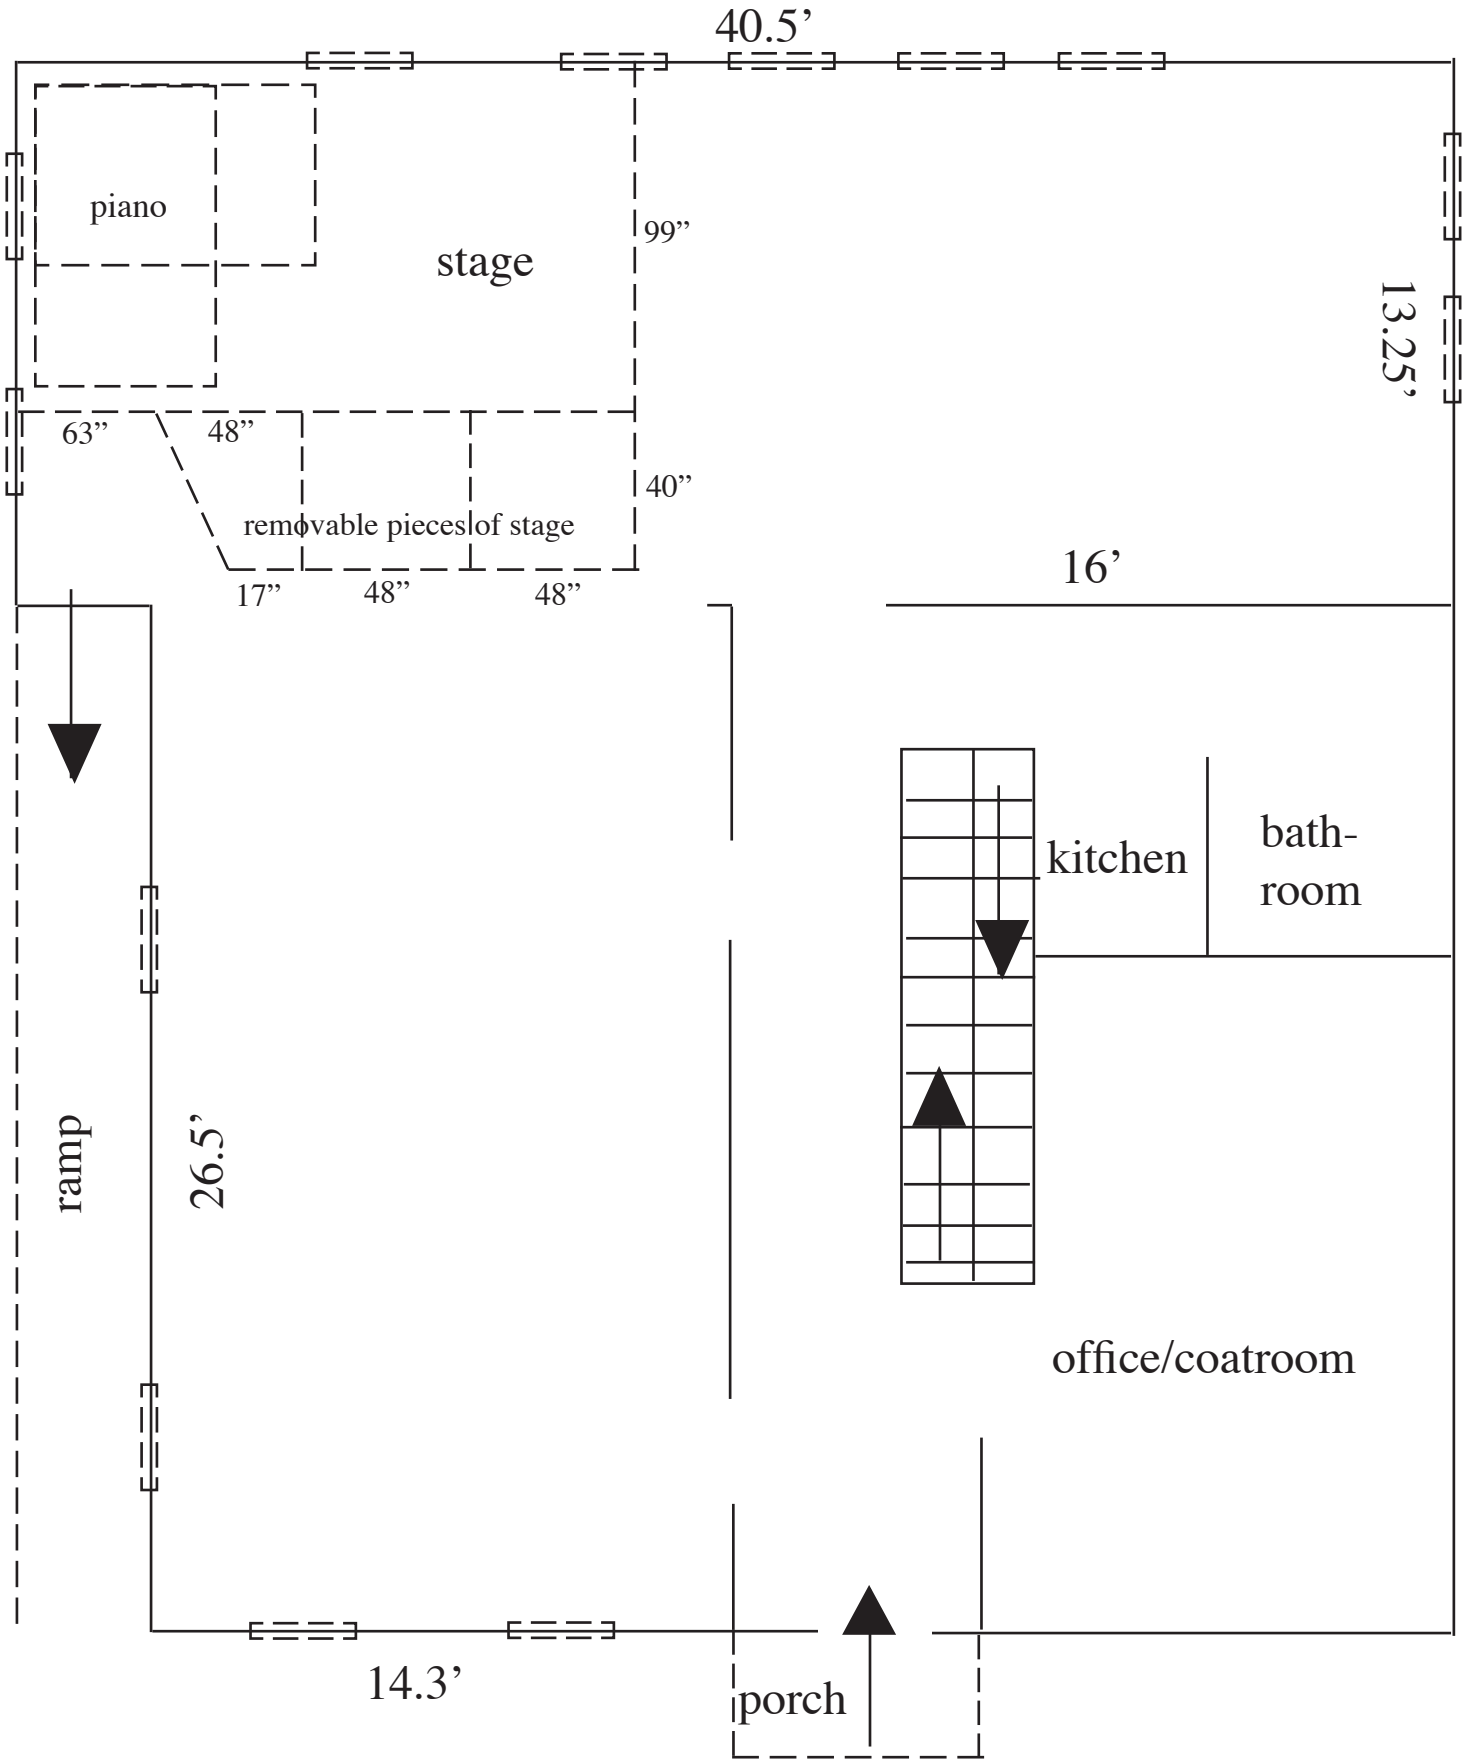 40.5’
piano
99”
stage
13.25’
63”
48”
40”
removable pieces of stage
17”
48”
48”
16’
kitchen
bath-
room
ramp
26.5’
office/coatroom
14.3’
porch